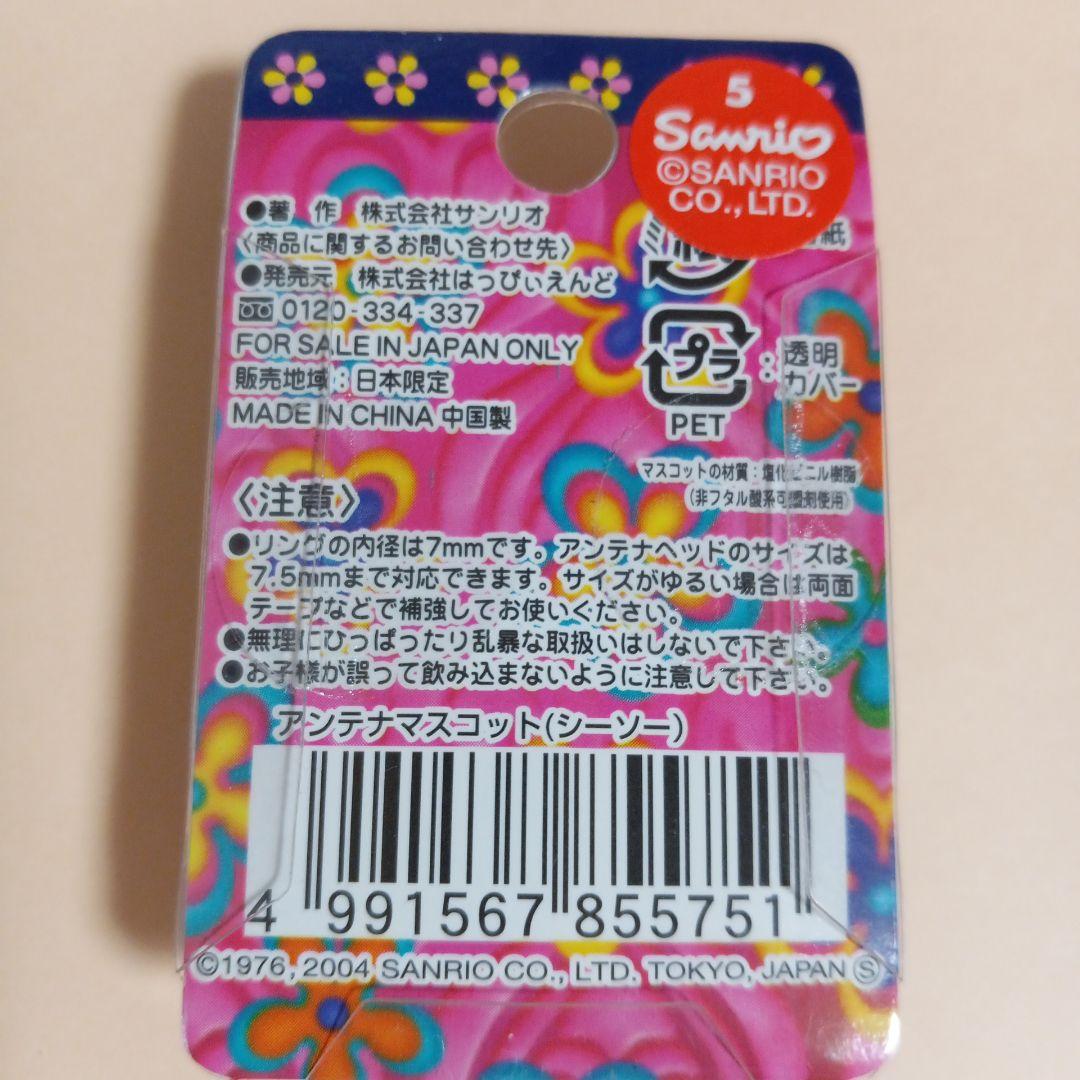 5
Sanrio
©SANRIO
CO., LTD.
●著 作 株式会社サンリオ
〈商品に関するお問い合わせ先〉
●発売元 株式会社はっぴぃえんど
0120-334-337
FOR SALE IN JAPAN ONLY
販売地域：日本限定
MADE IN CHINA 中国製
紙
プラ
：透明
カバー
PET
マスコットの材質：塩化ビニル樹脂
（非フタル酸系可塑剤使用）
〈注意〉
●リングの内径は7mmです。アンテナヘッドのサイズは
7.5mmまで対応できます。サイズがゆるい場合は両面
テープなどで補強してお使いください。
●無理にひっぱったり乱暴な取扱いはしないで下さい。
●お子様が誤って飲み込まないように注意して下さい。
アンテナマスコット(シーソー)
4 991567 855751
©1976, 2004 SANRIO CO., LTD. TOKYO, JAPAN Ⓢ